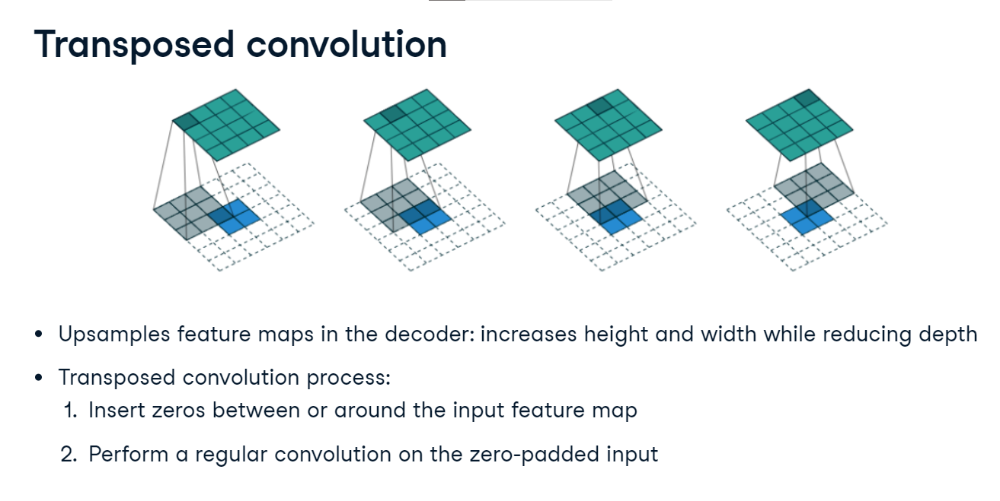 Transposed convolution
• Upsamples feature maps in the decoder: increases height and width while reducing depth
• Transposed convolution process:
1. Insert zeros between or around the input feature map
2. Perform a regular convolution on the zero-padded input